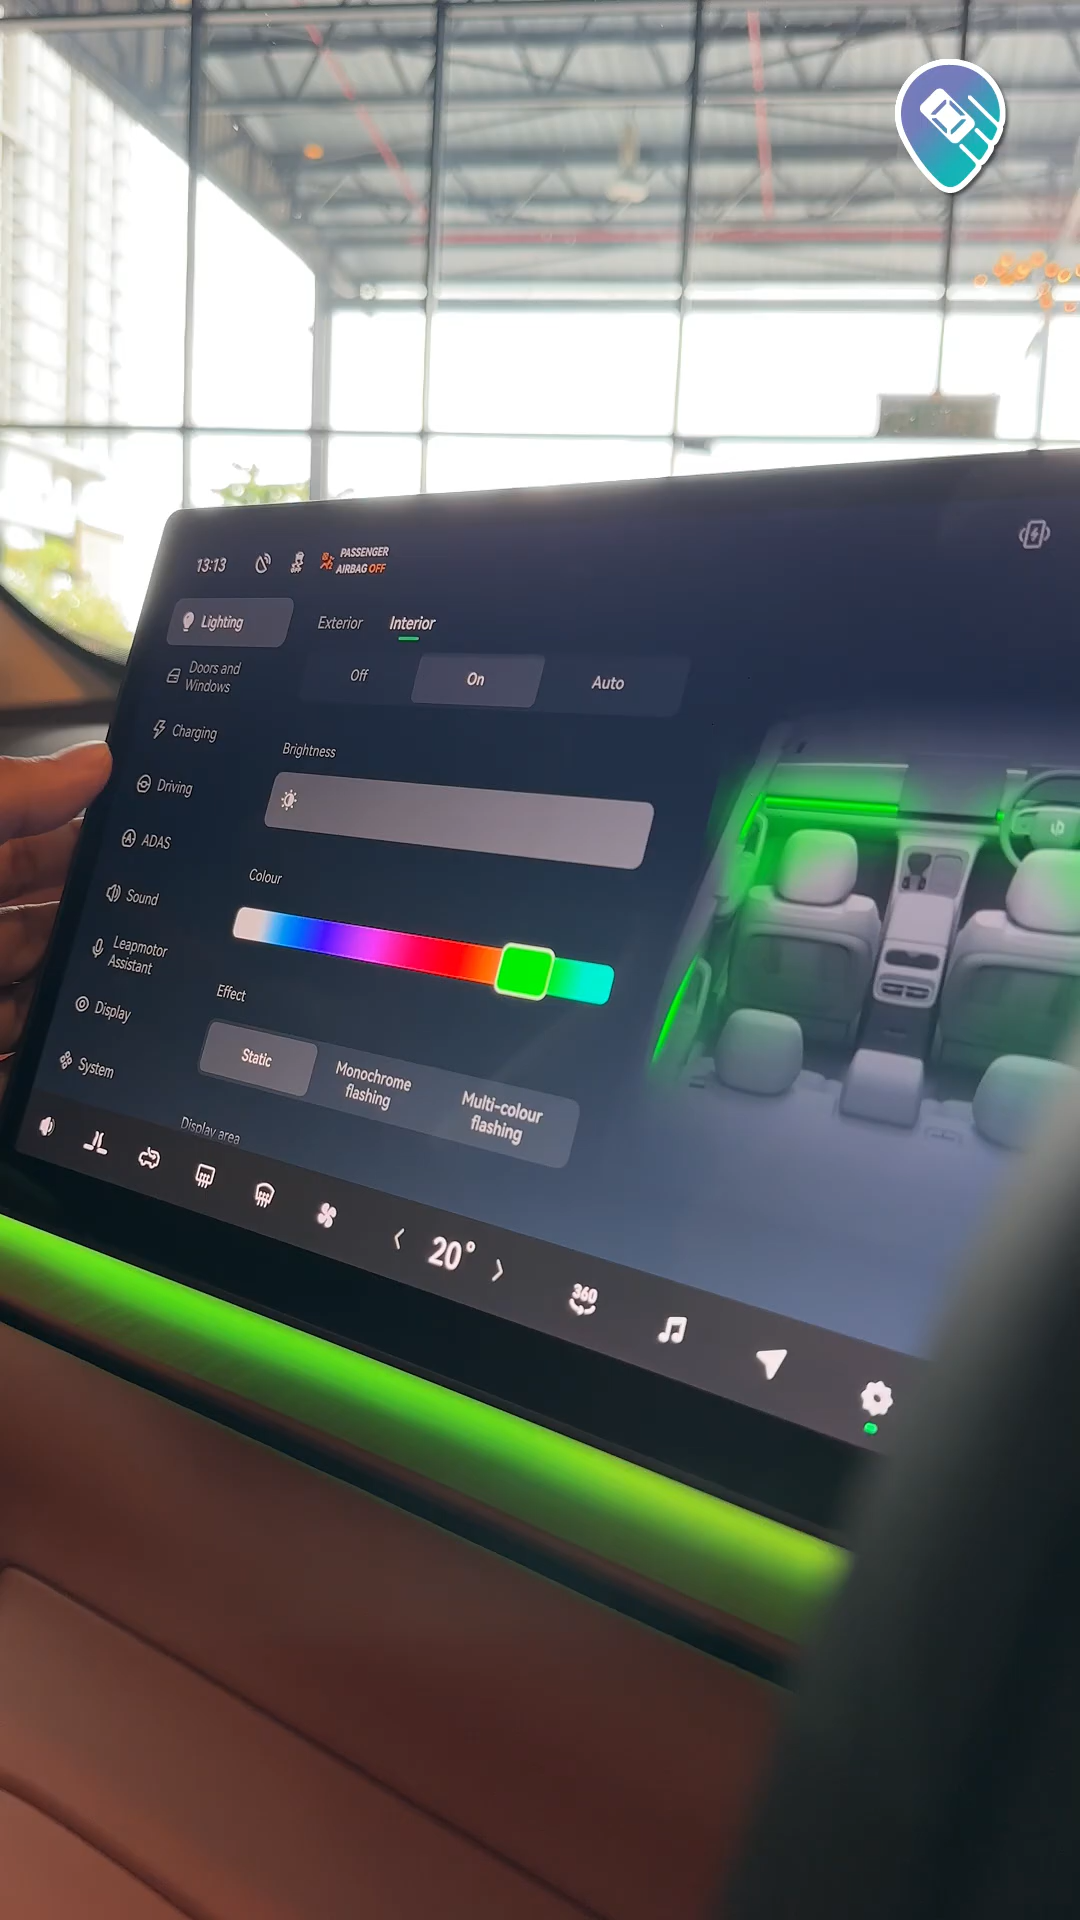 13:13
OFF
PASSENGER
AIRBAG OFF
Lighting
Exterior
Interior
Doors and
Windows
Off
On
Auto
Charging
Brightness
Driving
ADAS
Colour
Sound
Leapmotor
Assistant
Effect
Display
Static
Monochrome
flashing
Multi-colour
flashing
System
Display area
20°
360